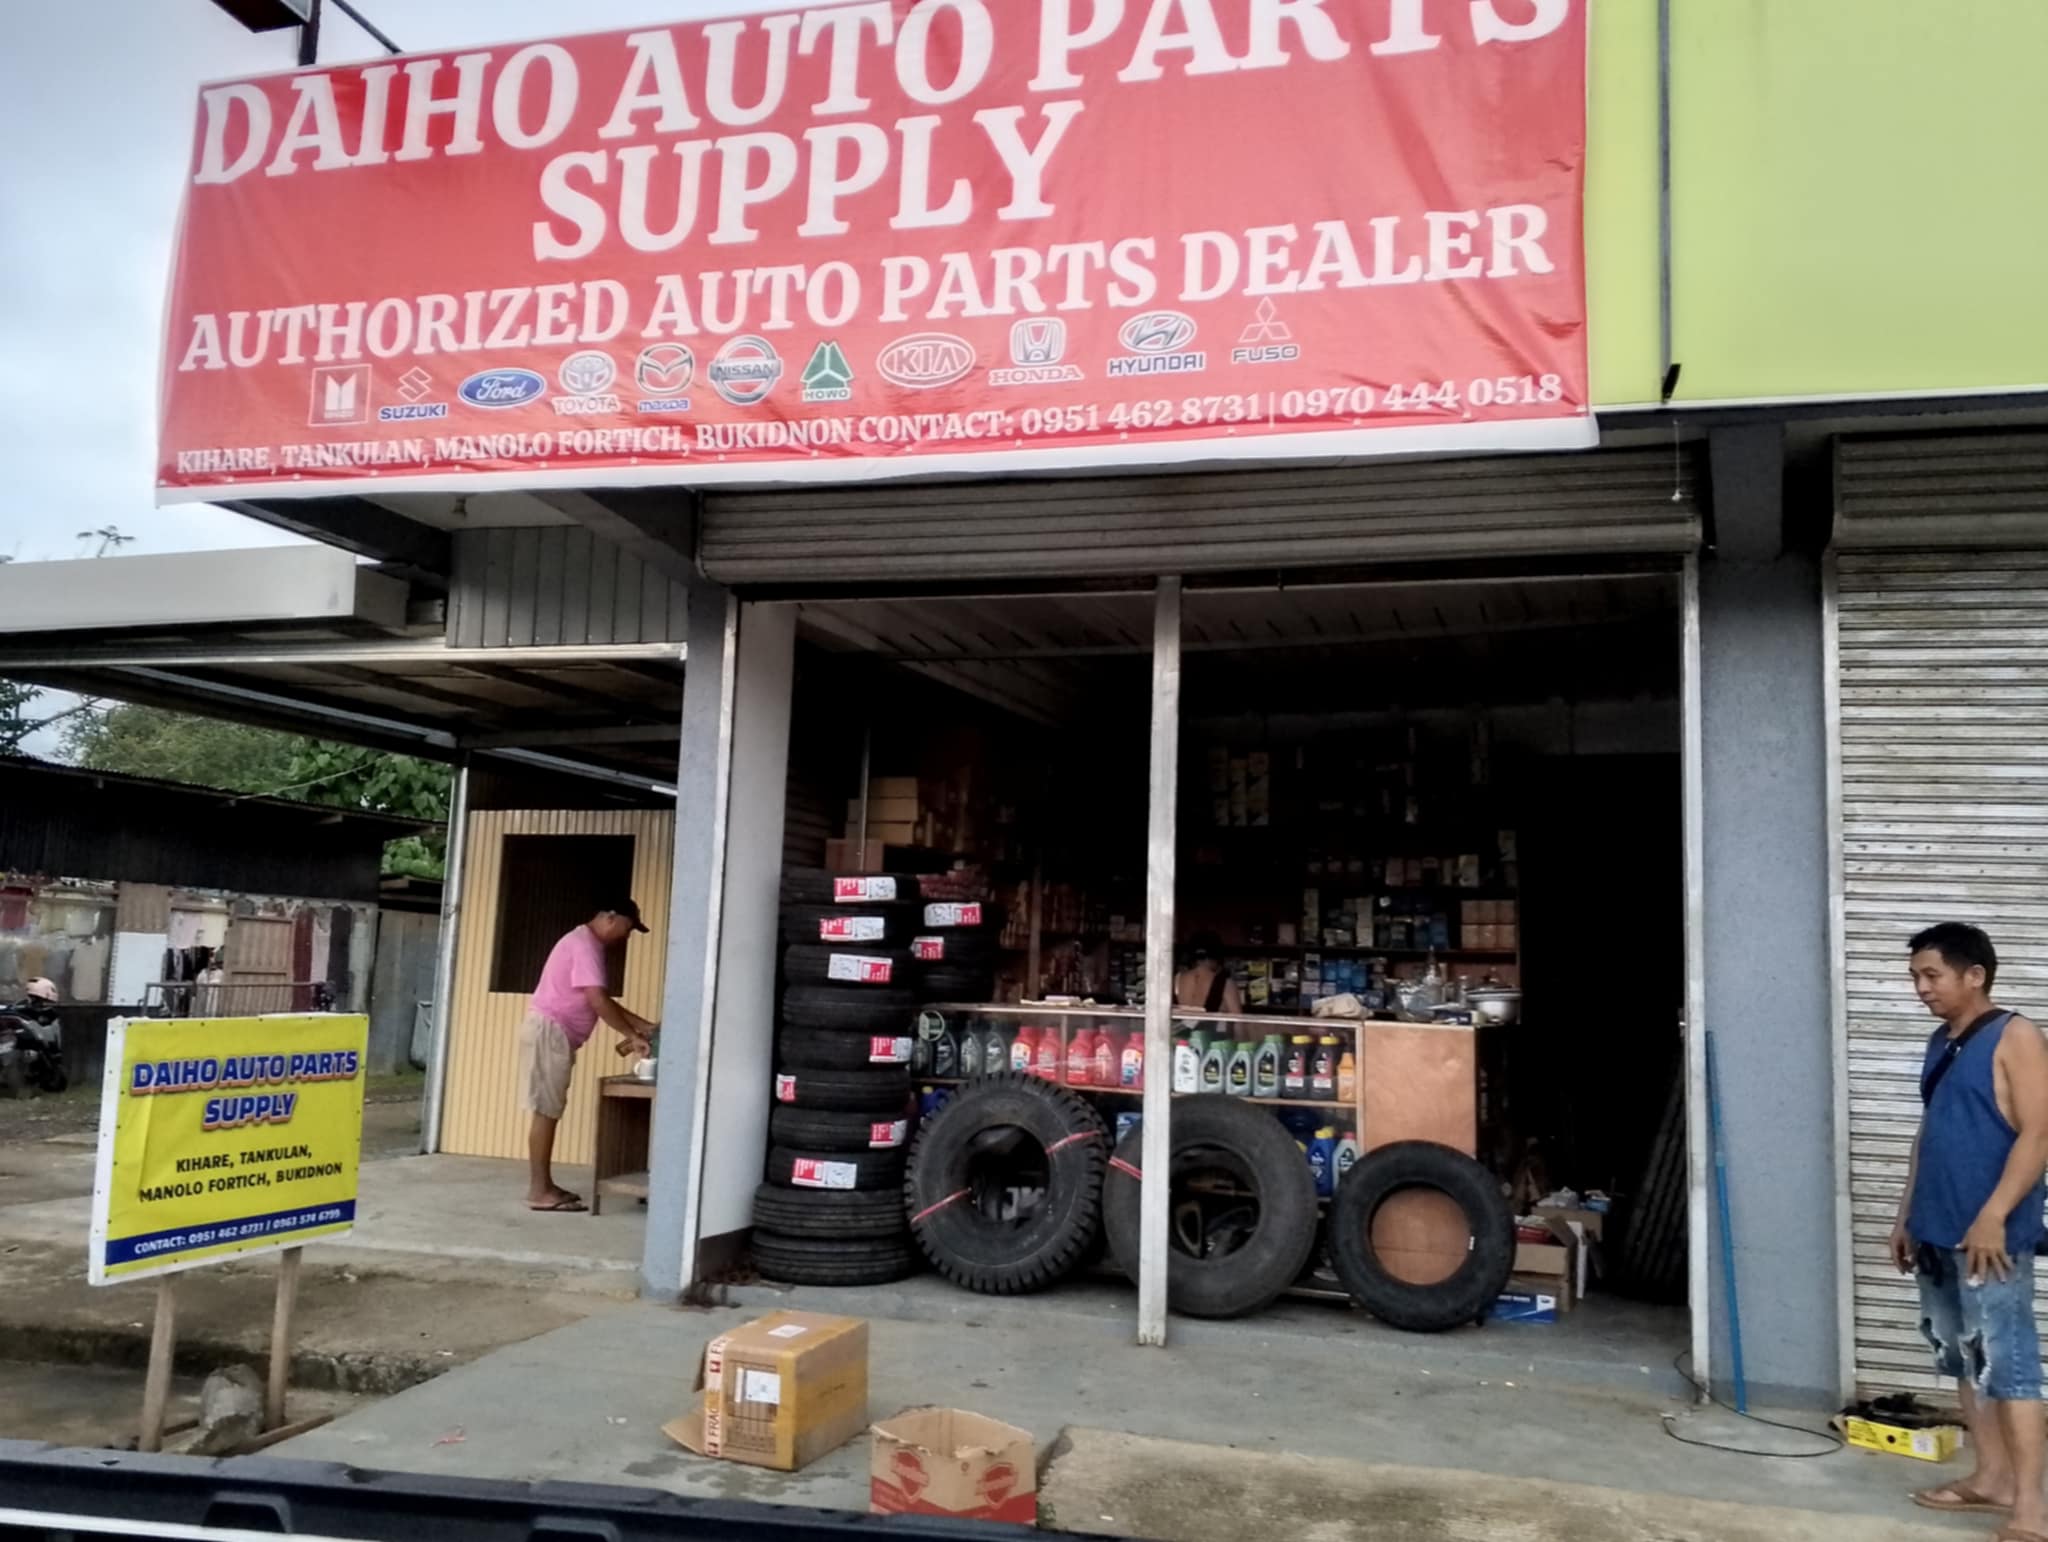 DAIHO AUTO PARTS
SUPPLY
AUTHORIZED AUTO PARTS DEALER
SUZUKI Ford TOYOTA mazda NISSAN HOWO KIA HONDA HYUNDAI FUSO
KIHARE, TANKULAN, MANOLO FORTICH, BUKIDNON CONTACT: 0951 462 8731 | 0970 444 0518
DAIHO AUTO PARTS
SUPPLY
KIHARE, TANKULAN,
MANOLO FORTICH, BUKIDNON
CONTACT: 0951 462 8731 / 0963 574 6799